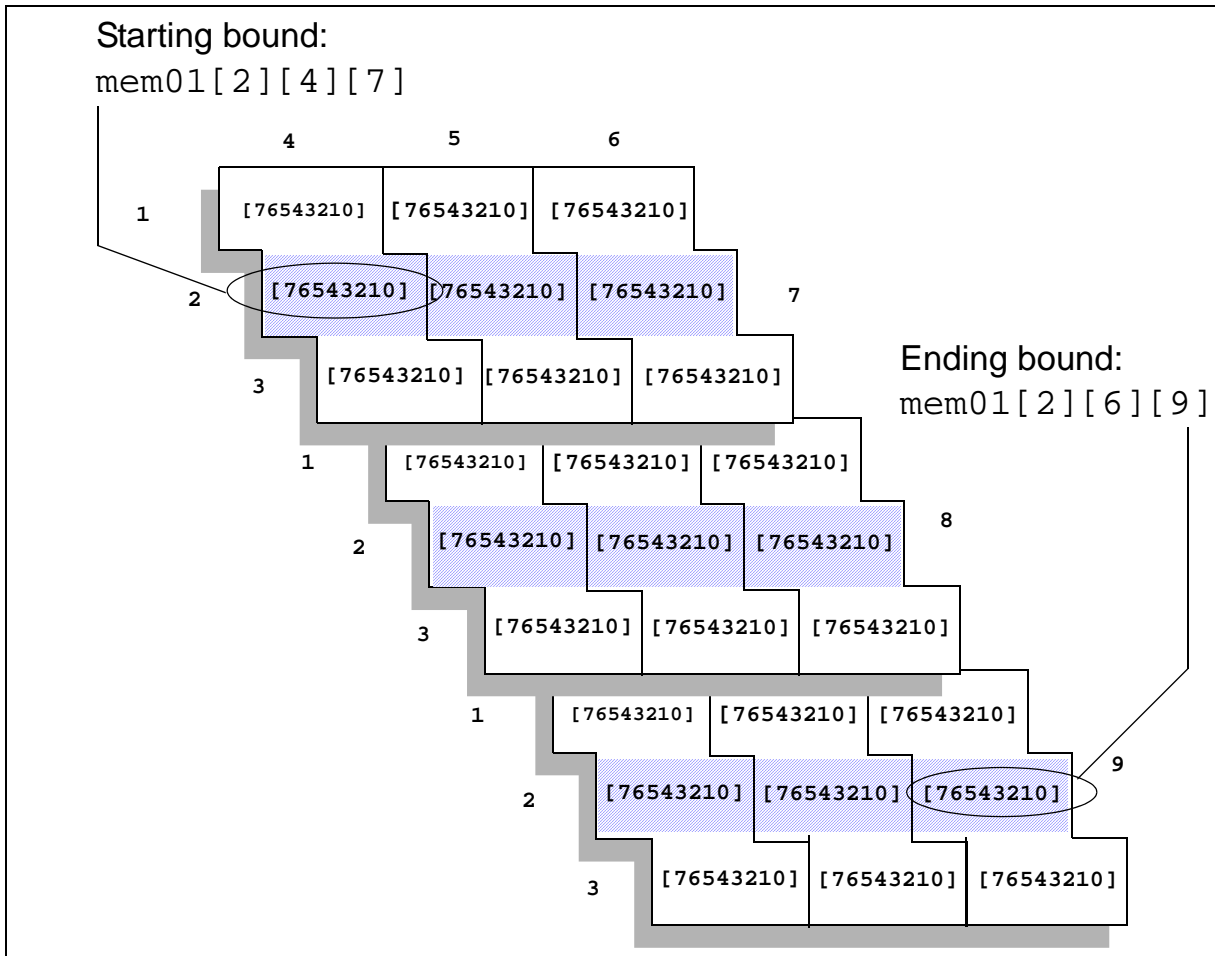 Starting bound:
mem01[2][4][7]
4 5 6
1 [76543210] [76543210] [76543210]
2 [76543210] [76543210] [76543210] 7
3 [76543210] [76543210] [76543210]
Ending bound:
mem01[2][6][9]
1 [76543210] [76543210] [76543210]
2 [76543210] [76543210] [76543210] 8
3 [76543210] [76543210] [76543210]
1 [76543210] [76543210] [76543210]
2 [76543210] [76543210] [76543210] 9
3 [76543210] [76543210] [76543210]